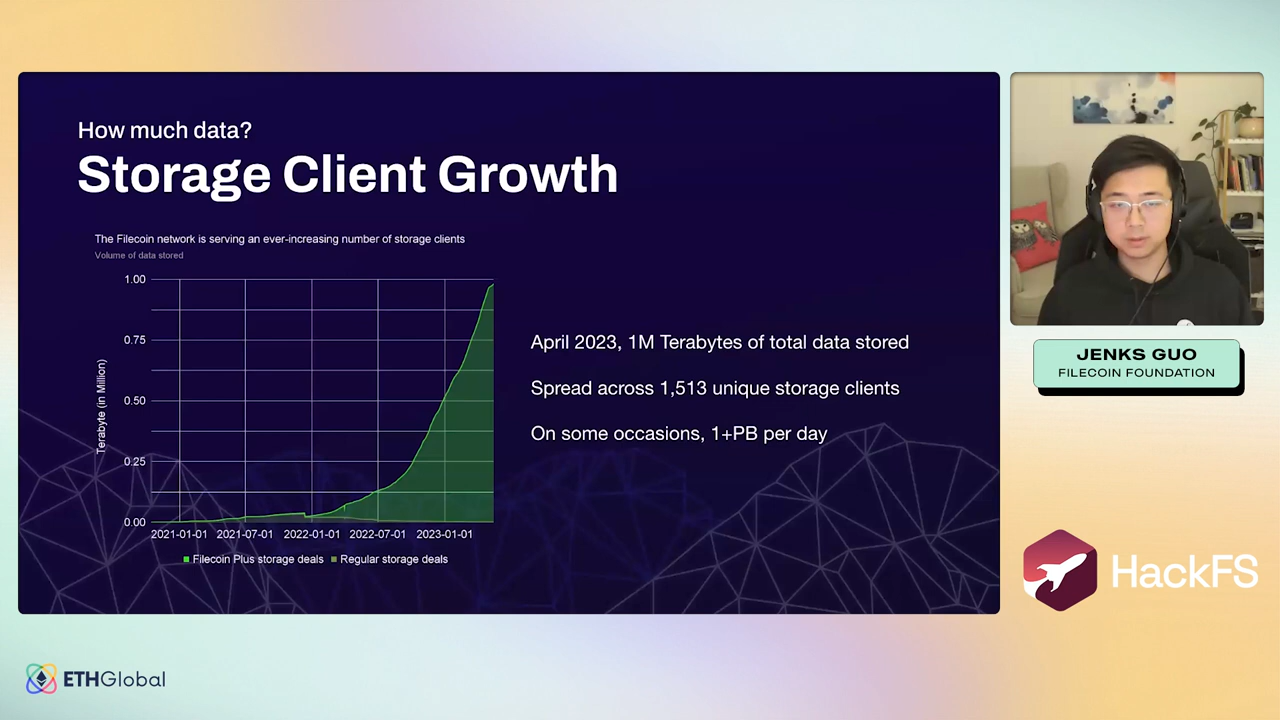 How much data?
Storage Client Growth
The Filecoin network is serving an ever-increasing number of storage clients
Volume of data stored
Terabyte (in Million)
1.00
0.75
0.50
0.25
0.00
2021-01-01 2021-07-01 2022-01-01 2022-07-01 2023-01-01
Filecoin Plus storage deals Regular storage deals
April 2023, 1M Terabytes of total data stored
Spread across 1,513 unique storage clients
On some occasions, 1+PB per day
JENKS GUO
FILECOIN FOUNDATION
HackFS
ETHGlobal